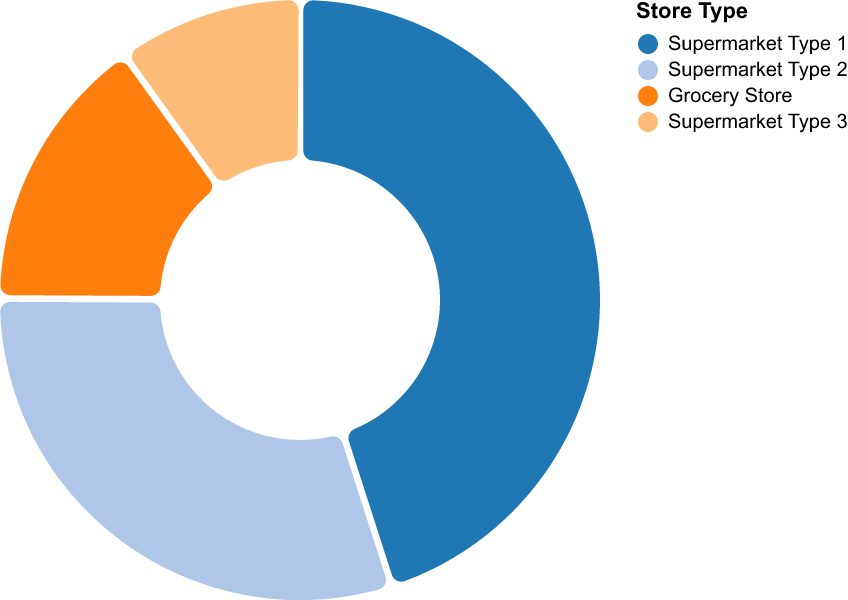 Store Type
Supermarket Type 1
Supermarket Type 2
Grocery Store
Supermarket Type 3